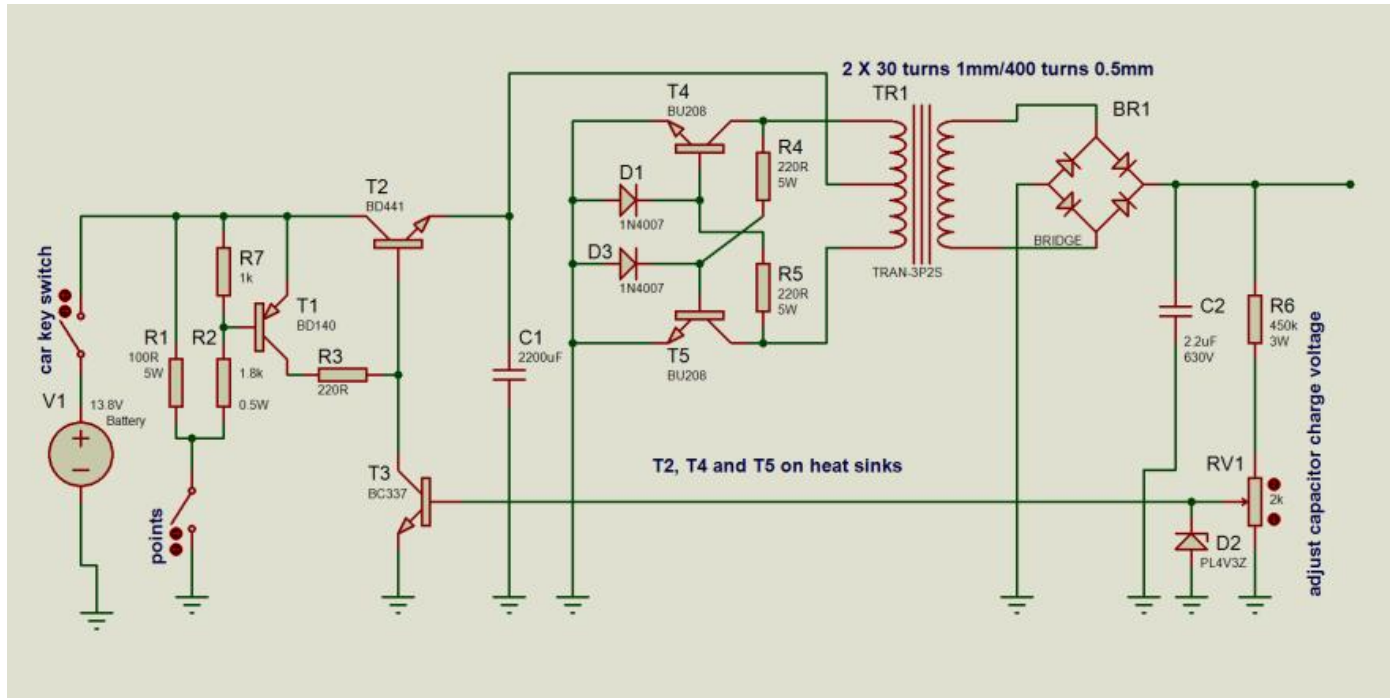 2 X 30 turns 1mm/400 turns 0.5mm
TR1
T4
BU208
BR1
R4
220R
5W
D1
1N4007
T2
BD441
D3
1N4007
BRIDGE
R5
220R
5W
TRAN-3P2S
R7
1k
T1
BD140
R1
100R
5W
R2
1.8k
0.5W
R3
220R
C1
2200uF
T5
BU208
C2
2.2uF
630V
R6
450k
3W
car key switch
V1
13.8V
Battery
T3
BC337
T2, T4 and T5 on heat sinks
RV1
2k
points
D2
PL4V3Z
adjust capacitor charge voltage